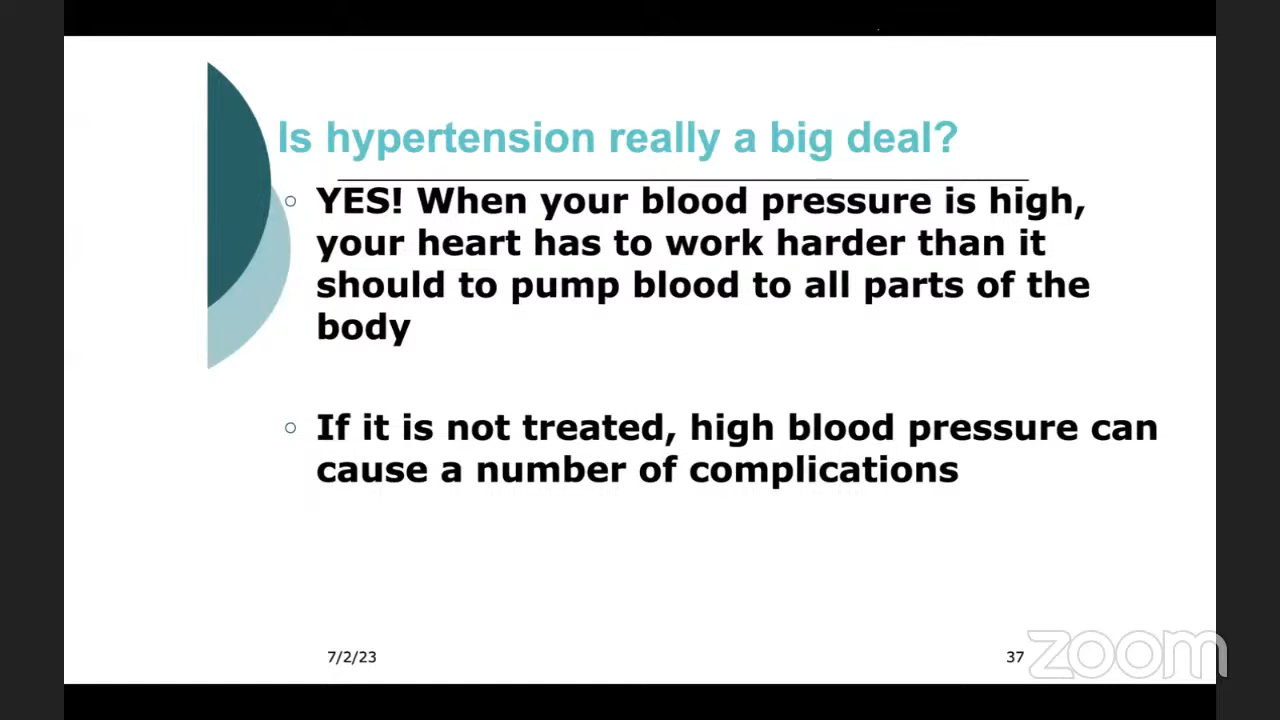 Is hypertension really a big deal?
YES! When your blood pressure is high,
your heart has to work harder than it
should to pump blood to all parts of the
body
If it is not treated, high blood pressure can
cause a number of complications
7/2/23
37
zoom